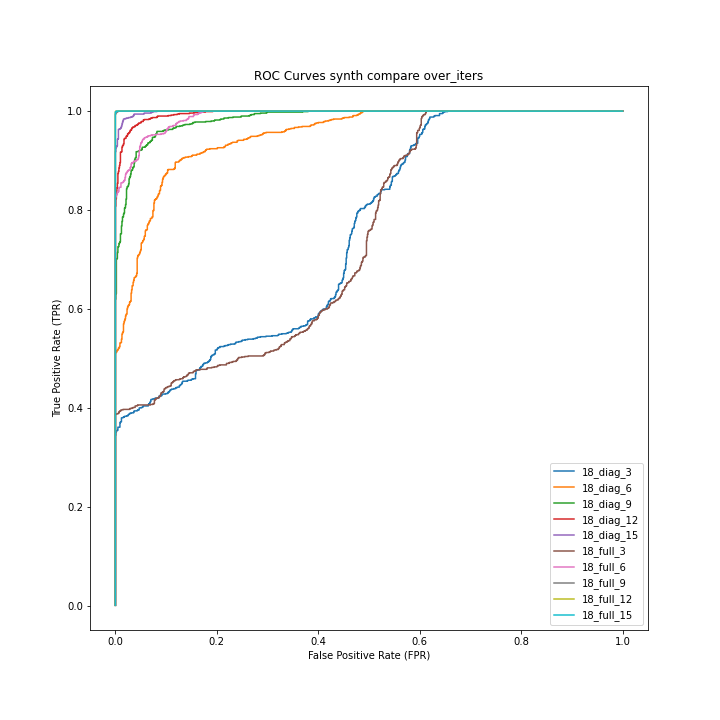 ROC Curves synth compare over_iters
True Positive Rate (TPR)
1.0
0.8
0.6
0.4
0.2
0.0
0.0 0.2 0.4 0.6 0.8 1.0
False Positive Rate (FPR)
18_diag_3
18_diag_6
18_diag_9
18_diag_12
18_diag_15
18_full_3
18_full_6
18_full_9
18_full_12
18_full_15